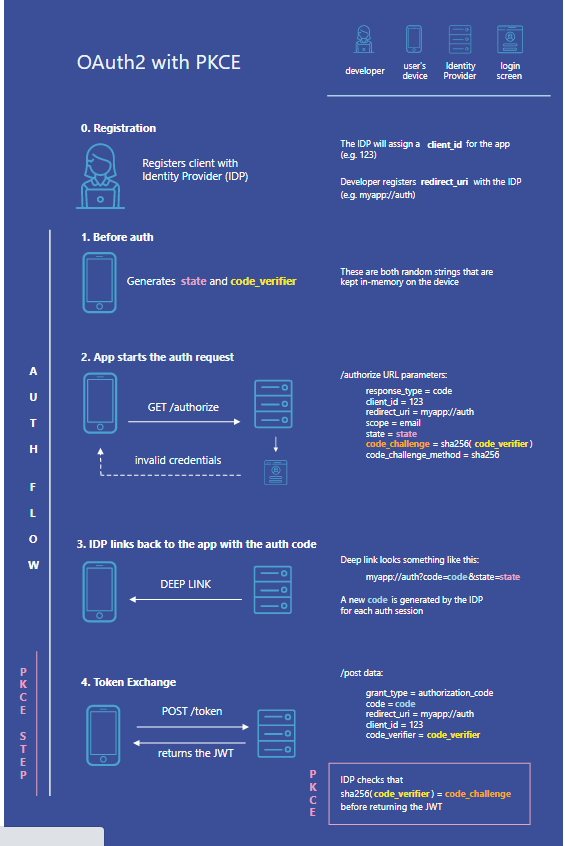 OAuth2 with PKCE
developer
user's
device
Identity
Provider
login
screen
0. Registration
Registers client with
Identity Provider (IDP)
The IDP will assign a client_id for the app
(e.g. 123)
Developer registers redirect_uri with the IDP
(e.g. myapp://auth)
AUTH FLOW
1. Before auth
Generates state and code_verifier
These are both random strings that are
kept in-memory on the device
2. App starts the auth request
GET /authorize
invalid credentials
/authorize URL parameters:
response_type = code
client_id = 123
redirect_uri = myapp://auth
scope = email
state = state
code_challenge = sha256( code_verifier )
code_challenge_method = sha256
3. IDP links back to the app with the auth code
DEEP LINK
Deep link looks something like this:
myapp://auth?code=code&state=state
A new code is generated by the IDP
for each auth session
PKCE STEP
4. Token Exchange
POST /token
returns the JWT
/post data:
grant_type = authorization_code
code = code
redirect_uri = myapp://auth
client_id = 123
code_verifier = code_verifier
PKCE
IDP checks that
sha256( code_verifier ) = code_challenge
before returning the JWT